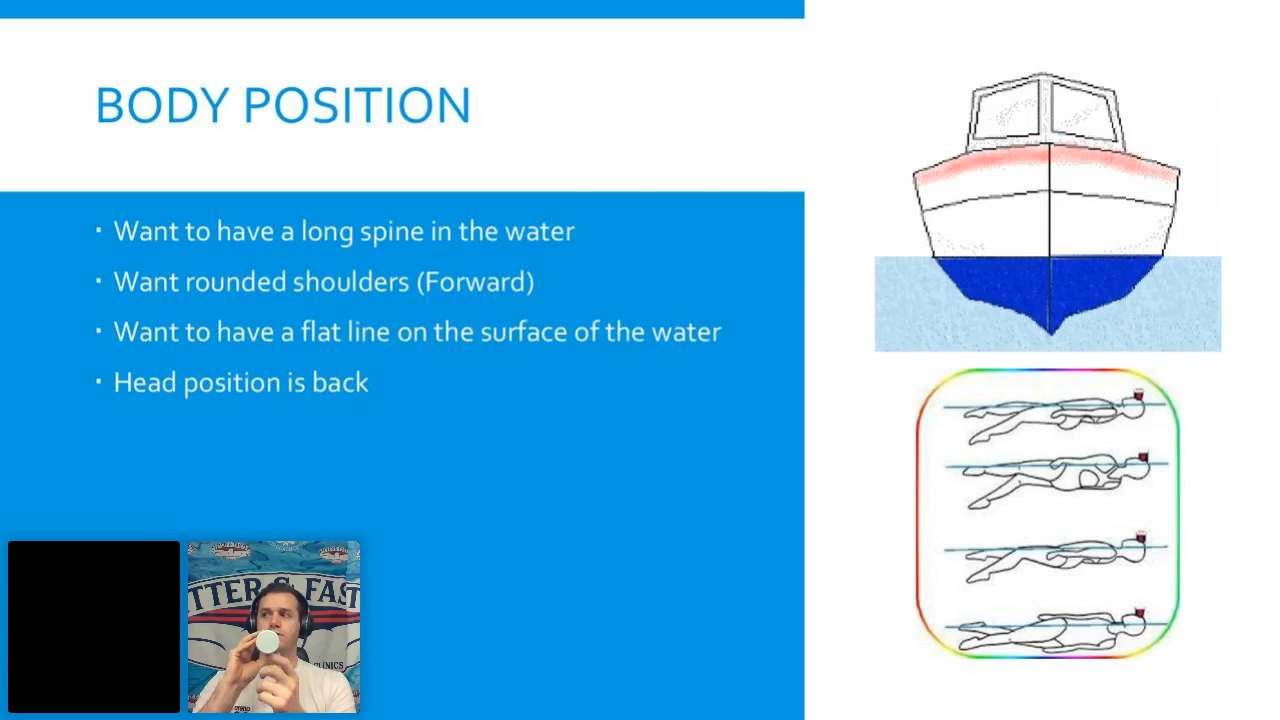 BODY POSITION
Want to have a long spine in the water
Want rounded shoulders (Forward)
Want to have a flat line on the surface of the water
Head position is back
TTER & FAST
CLINICS